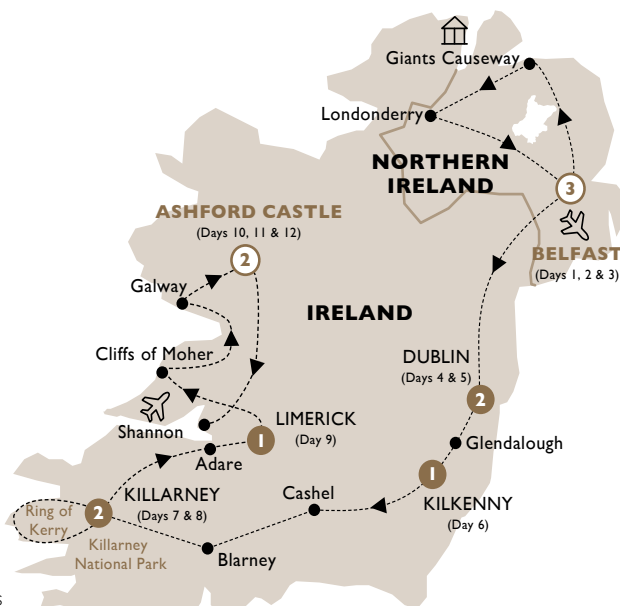 Giants Causeway
Londonderry
NORTHERN
IRELAND
3
ASHFORD CASTLE
(Days 10, 11 & 12)
BELFAST
(Days 1, 2 & 3)
2
Galway
IRELAND
Cliffs of Moher
DUBLIN
(Days 4 & 5)
2
LIMERICK
(Day 9)
1
Shannon
Adare
Glendalough
1
KILKENNY
(Day 6)
Cashel
KILLARNEY
(Days 7 & 8)
2
Ring of
Kerry
Killarney
National Park
Blarney